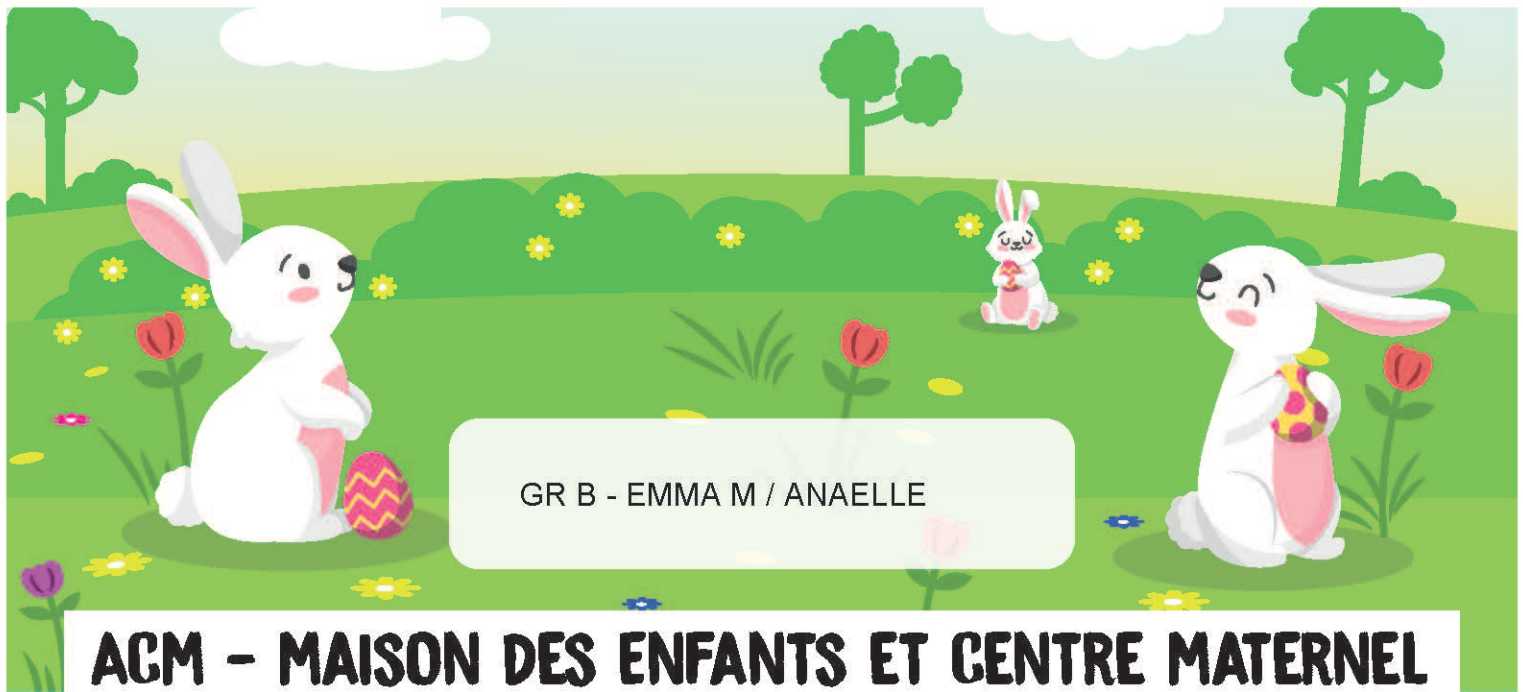 GR B - EMMA M / ANAELLE
ACM - MAISON DES ENFANTS ET CENTRE MATERNEL